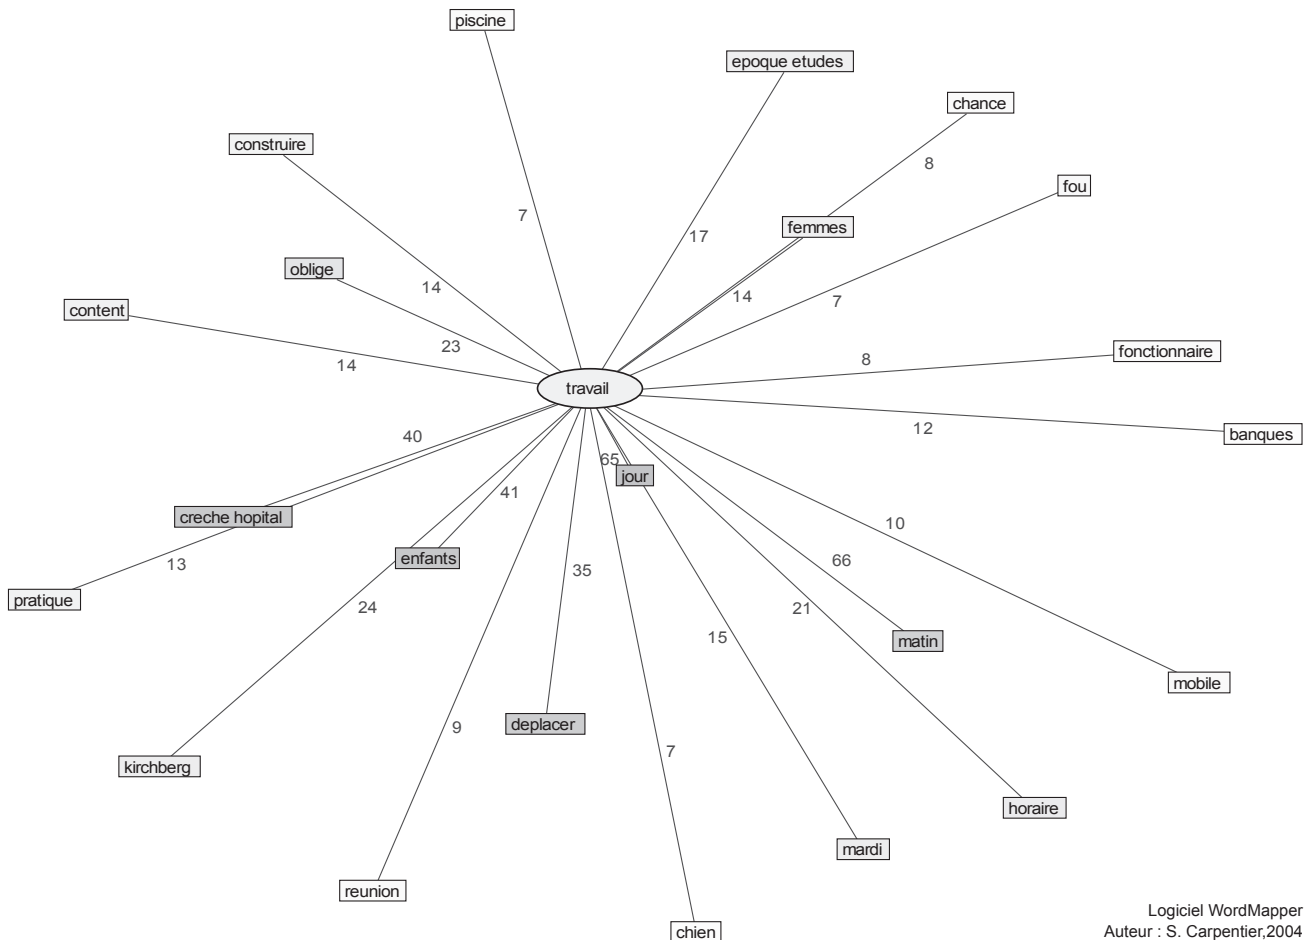 piscine
epoque etudes
chance
construire
8
fou
7
femmes
17
oblige
14
14
7
content
23
14
8
fonctionnaire
travail
12
banques
40
65
jour
41
creche hopital
10
enfants
66
13
35
pratique
24
21
15
matin
mobile
9
deplacer
7
kirchberg
horaire
mardi
reunion
chien
Logiciel WordMapper
Auteur : S. Carpentier,2004